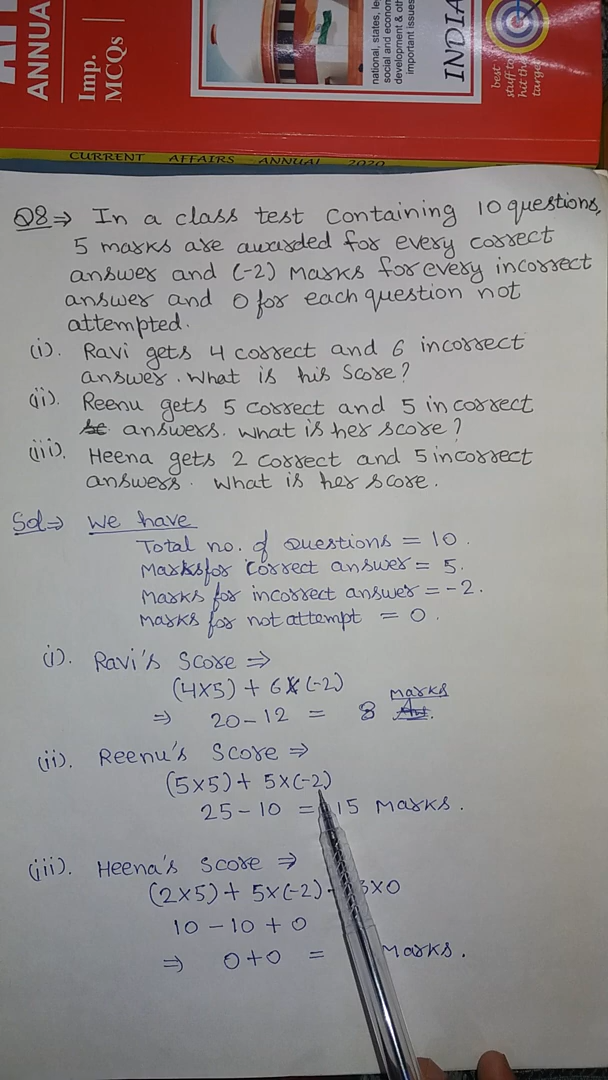 ANNUA
Imp.
MCQs
national, states, le
social and econom
development & oth
important issues
INDIA
best
stuff to
hit the
targe
CURRENT AFFAIRS ANNUAL 2020
Q8⇒ In a class test containing 10 questions,
5 marks are awarded for every correct
answer and (-2) marks for every incorrect
answer and 0 for each question not
attempted.
(i). Ravi gets 4 correct and 6 incorrect
answer. What is his score?
(ii). Reenu gets 5 correct and 5 incorrect
answers. What is her score?
(iii). Heena gets 2 correct and 5 incorrect
answers. What is her score.
Sol⇒ We have
Total no. of questions = 10.
Marks for correct answer = 5.
Marks for incorrect answer = -2.
Marks for not attempt = 0.
(i). Ravi's Score ⇒
(4×5) + 6×(-2)
⇒ 20-12 = 8 marks
(ii). Reenu's Score ⇒
(5×5) + 5×(-2)
25-10 = 15 Marks.
(iii). Heena's Score ⇒
(2×5) + 5×(-2) ×0
10-10+0
⇒ 0+0 = Marks.